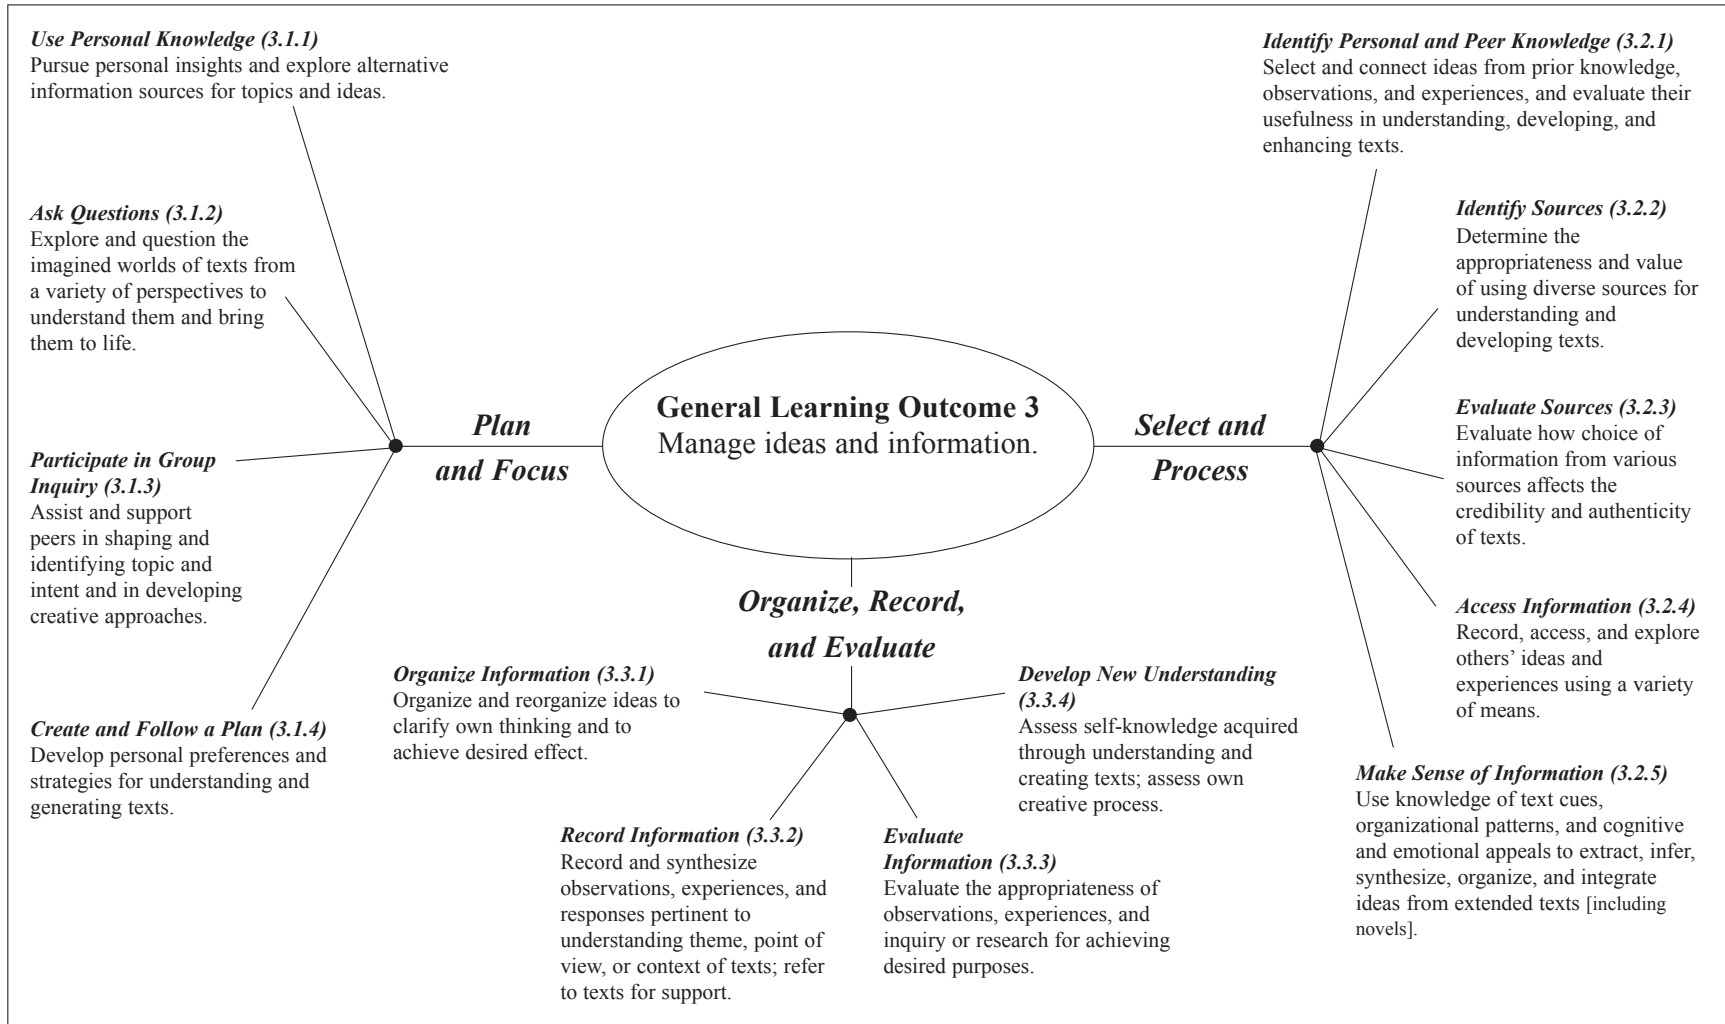 Use Personal Knowledge (3.1.1)
Pursue personal insights and explore alternative
information sources for topics and ideas.
Ask Questions (3.1.2)
Explore and question the
imagined worlds of texts from
a variety of perspectives to
understand them and bring
them to life.
Participate in Group
Inquiry (3.1.3)
Assist and support
peers in shaping and
identifying topic and
intent and in developing
creative approaches.
Create and Follow a Plan (3.1.4)
Develop personal preferences and
strategies for understanding and
generating texts.
Plan
and Focus
General Learning Outcome 3
Manage ideas and information.
Select and
Process
Organize, Record,
and Evaluate
Organize Information (3.3.1)
Organize and reorganize ideas to
clarify own thinking and to
achieve desired effect.
Record Information (3.3.2)
Record and synthesize
observations, experiences, and
responses pertinent to
understanding theme, point of
view, or context of texts; refer
to texts for support.
Evaluate
Information (3.3.3)
Evaluate the appropriateness of
observations, experiences, and
inquiry or research for achieving
desired purposes.
Develop New Understanding
(3.3.4)
Assess self-knowledge acquired
through understanding and
creating texts; assess own
creative process.
Identify Personal and Peer Knowledge (3.2.1)
Select and connect ideas from prior knowledge,
observations, and experiences, and evaluate their
usefulness in understanding, developing, and
enhancing texts.
Identify Sources (3.2.2)
Determine the
appropriateness and value
of using diverse sources for
understanding and
developing texts.
Evaluate Sources (3.2.3)
Evaluate how choice of
information from various
sources affects the
credibility and authenticity
of texts.
Access Information (3.2.4)
Record, access, and explore
others’ ideas and
experiences using a variety
of means.
Make Sense of Information (3.2.5)
Use knowledge of text cues,
organizational patterns, and cognitive
and emotional appeals to extract, infer,
synthesize, organize, and integrate
ideas from extended texts [including
novels].